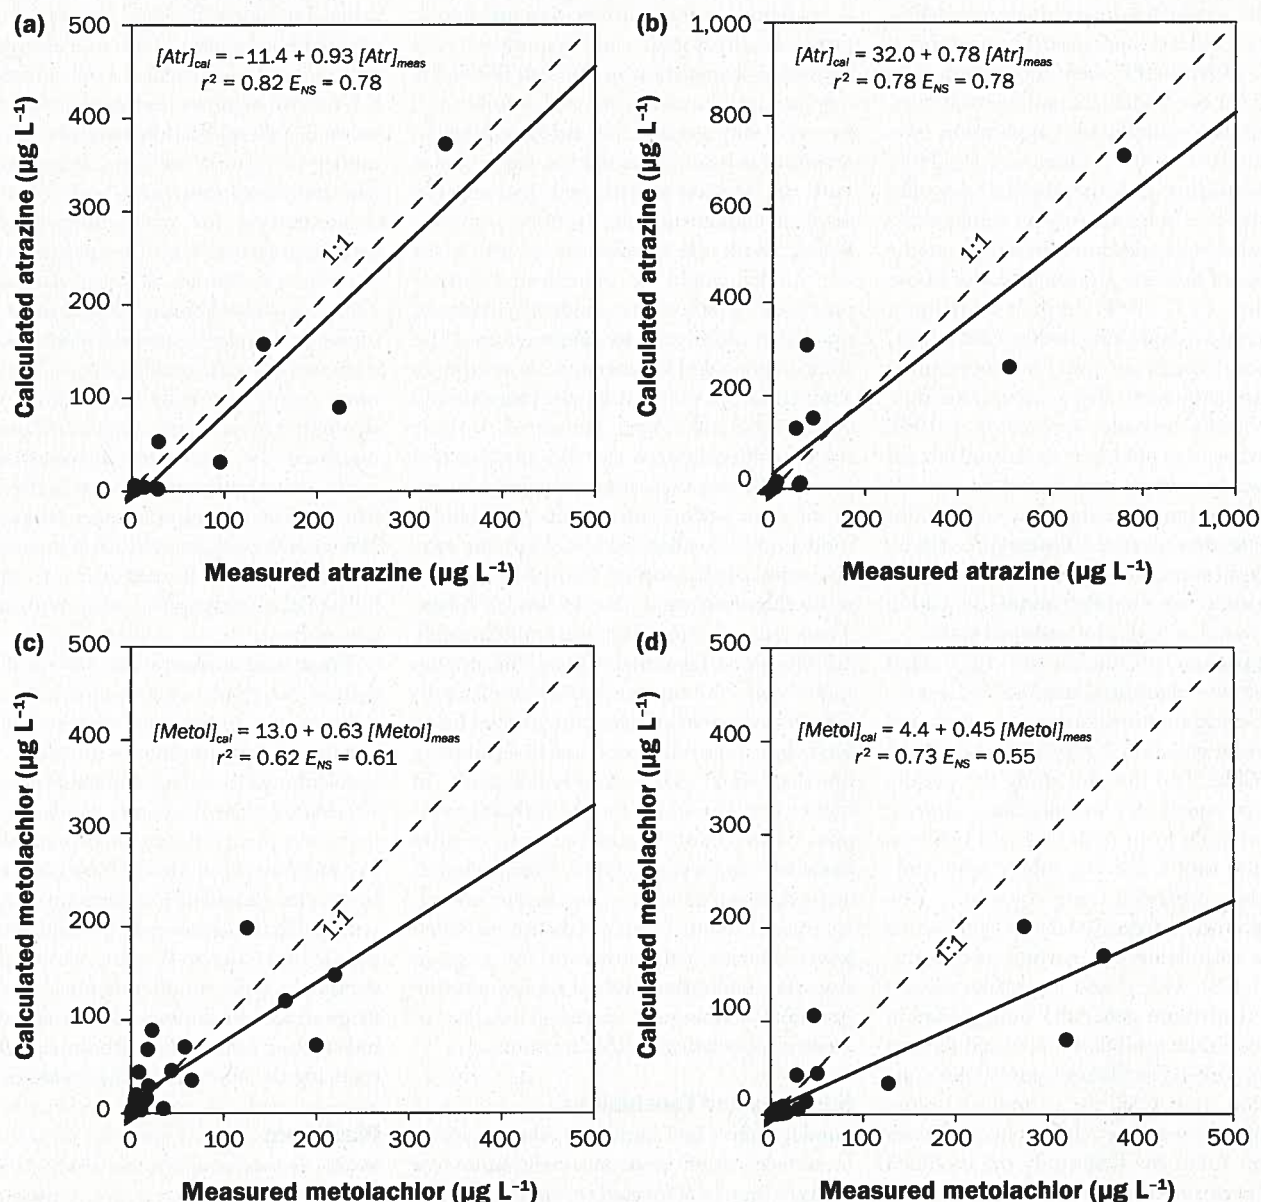 (a)
500
400
300
200
100
0
Calculated atrazine (µg L⁻¹)
[Atr]cal = −11.4 + 0.93 [Atr]meas
r² = 0.82 ENS = 0.78
1:1
0 100 200 300 400 500
Measured atrazine (µg L⁻¹)
(b)
1,000
800
600
400
200
0
Calculated atrazine (µg L⁻¹)
[Atr]cal = 32.0 + 0.78 [Atr]meas
r² = 0.78 ENS = 0.78
1:1
0 200 400 600 800 1,000
Measured atrazine (µg L⁻¹)
(c)
500
400
300
200
100
0
Calculated metolachlor (µg L⁻¹)
[Metol]cal = 13.0 + 0.63 [Metol]meas
r² = 0.62 ENS = 0.61
1:1
0 100 200 300 400 500
Measured metolachlor (µg L⁻¹)
(d)
500
400
300
200
100
0
Calculated metolachlor (µg L⁻¹)
[Metol]cal = 4.4 + 0.45 [Metol]meas
r² = 0.73 ENS = 0.55
1:1
0 100 200 300 400 500
Measured metolachlor (µg L⁻¹)